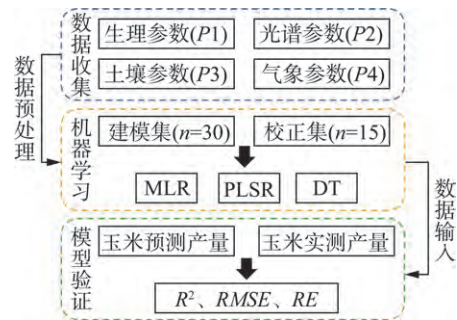 数据收集
生理参数(P1)
光谱参数(P2)
土壤参数(P3)
气象参数(P4)
数据预处理
机器学习
建模集(n=30)
校正集(n=15)
MLR
PLSR
DT
数据输入
模型验证
玉米预测产量
玉米实测产量
R²、RMSE、RE